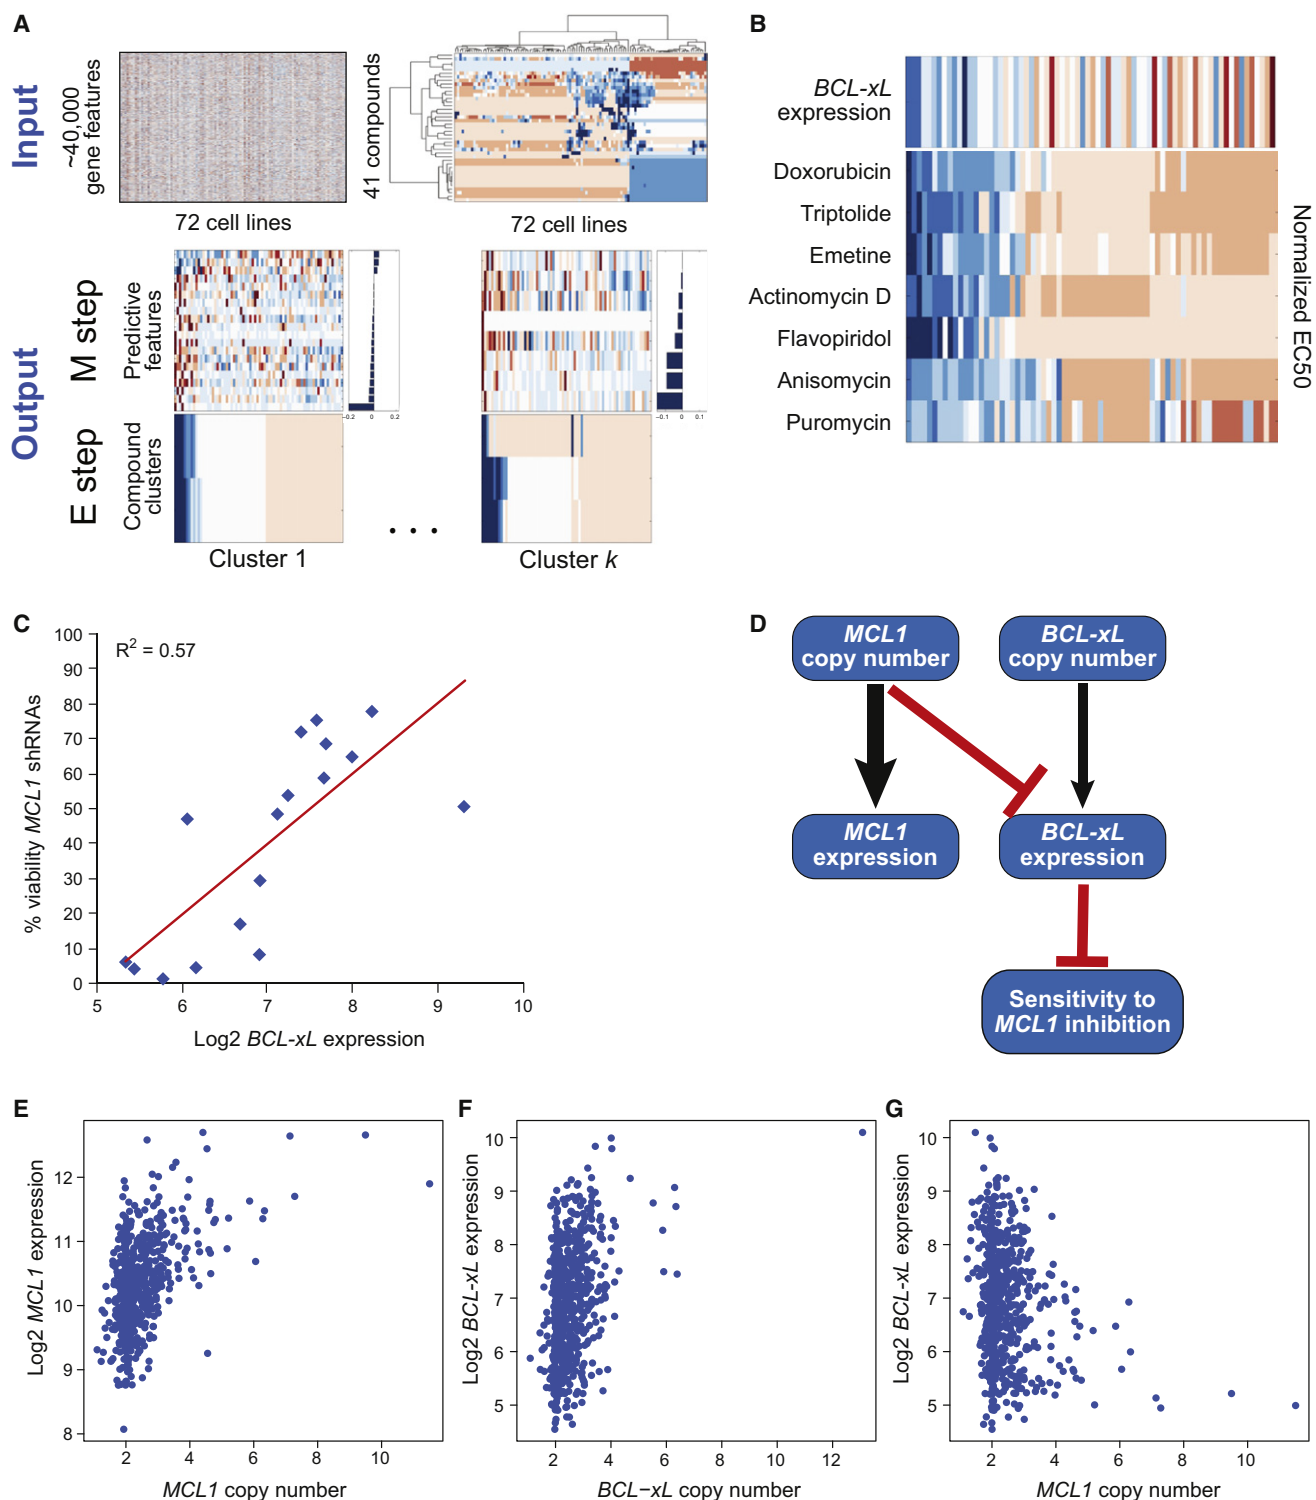 A
Input
~40,000
gene features
72 cell lines
41 compounds
72 cell lines
Output
M step
Predictive
features
-0.2 0 0.2
-0.1 0 0.1
E step
Compound
clusters
Cluster 1
. . .
Cluster k
B
BCL-xL
expression
Doxorubicin
Triptolide
Emetine
Actinomycin D
Flavopiridol
Anisomycin
Puromycin
Normalized EC50
C
R² = 0.57
% viability MCL1 shRNAs
100
90
80
70
60
50
40
30
20
10
0
5 6 7 8 9 10
Log2 BCL-xL expression
D
MCL1
copy number
BCL-xL
copy number
MCL1
expression
BCL-xL
expression
Sensitivity to
MCL1 inhibition
E
Log2 MCL1 expression
12
11
10
9
8
2 4 6 8 10
MCL1 copy number
F
Log2 BCL-xL expression
10
9
8
7
6
5
2 4 6 8 10 12
BCL−xL copy number
G
Log2 BCL-xL expression
10
9
8
7
6
5
2 4 6 8 10
MCL1 copy number